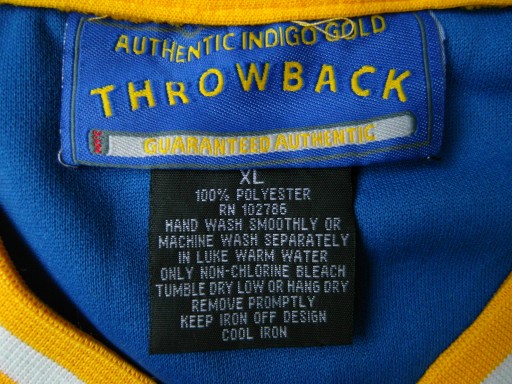 AUTHENTIC INDIGO GOLD
THROWBACK
GUARANTEED AUTHENTIC
XL
100% POLYESTER
RN 102785
HAND WASH SMOOTHLY OR
MACHINE WASH SEPARATELY
IN LUKE WARM WATER
ONLY NON-CHLORINE BLEACH
TUMBLE DRY LOW OR HANG DRY
REMOVE PROMPTLY
KEEP IRON OFF DESIGN
COOL IRON